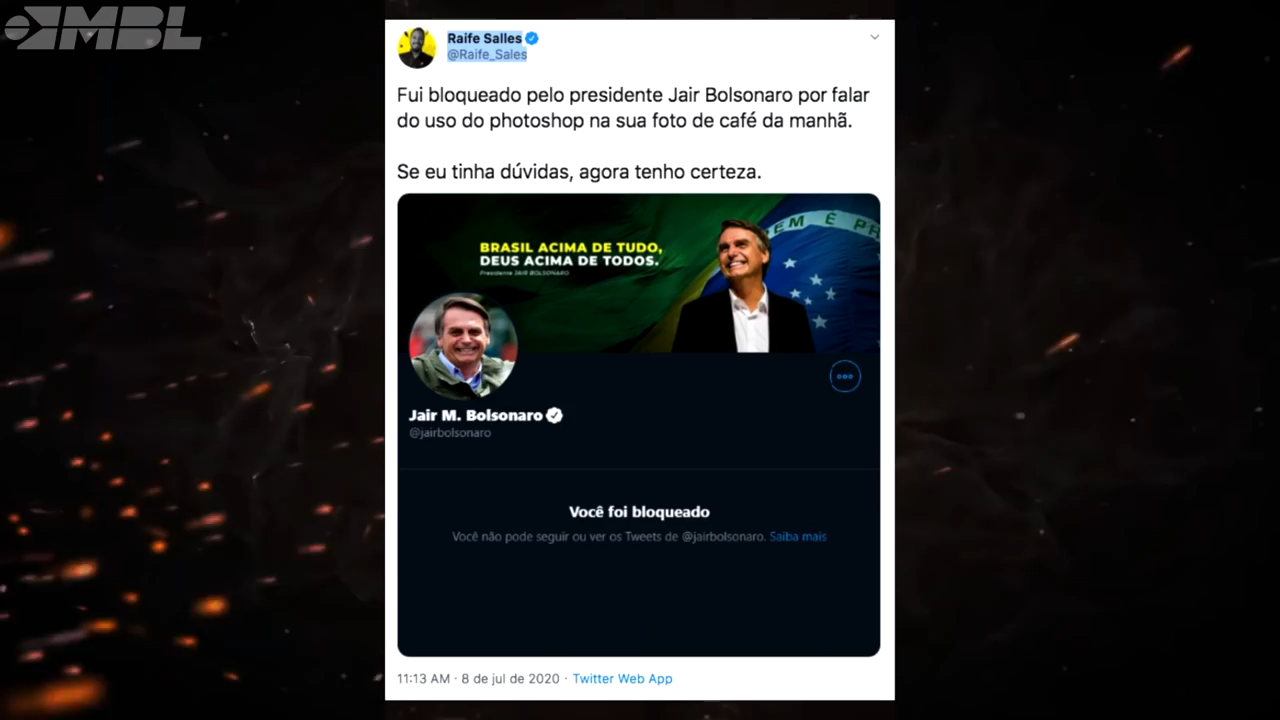 MBL
Raife Salles
@Raife_Sales
Fui bloqueado pelo presidente Jair Bolsonaro por falar
do uso do photoshop na sua foto de café da manhã.
Se eu tinha dúvidas, agora tenho certeza.
EM É PR
BRASIL ACIMA DE TUDO,
DEUS ACIMA DE TODOS.
Presidente JAIR BOLSONARO
Jair M. Bolsonaro
@jairbolsonaro
Você foi bloqueado
Você não pode seguir ou ver os Tweets de @jairbolsonaro. Saiba mais
11:13 AM · 8 de jul de 2020 · Twitter Web App